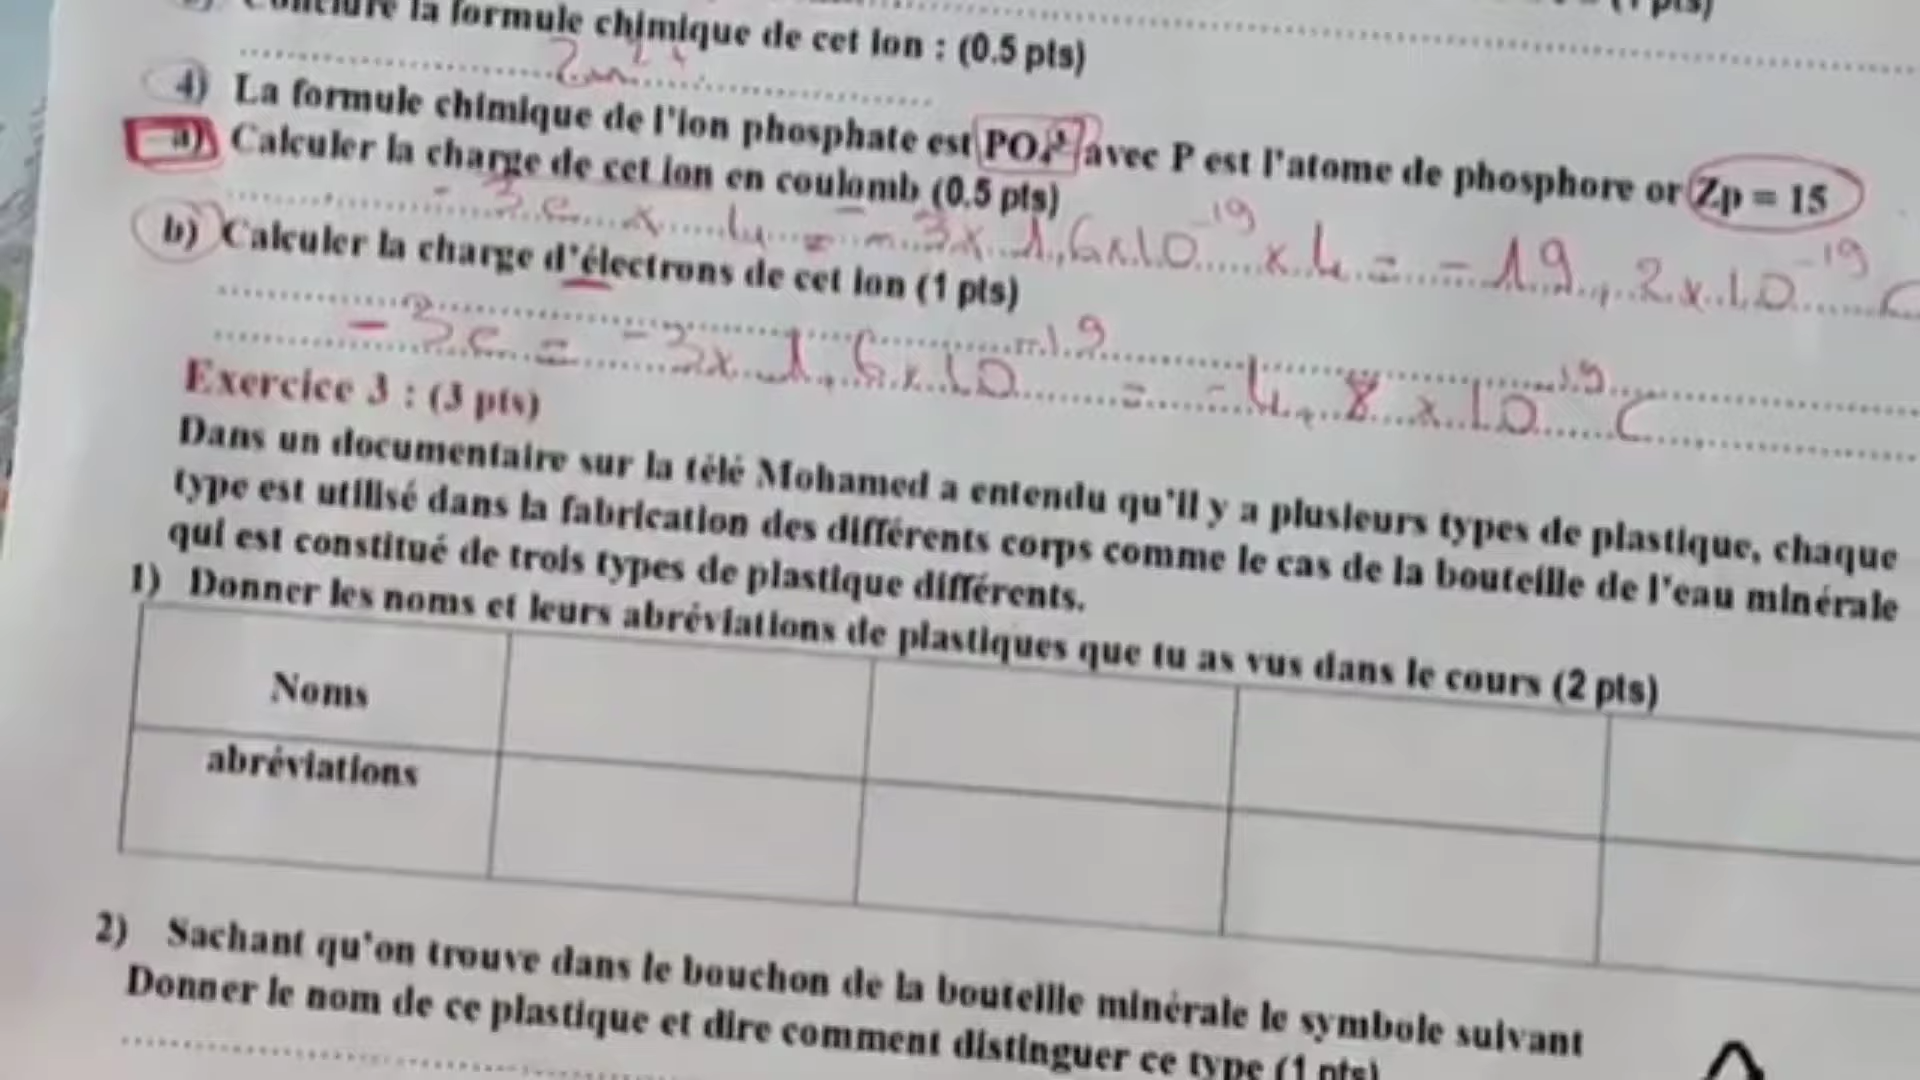 la formule chimique de cet ion : (0.5 pts)
Zn2+
4) La formule chimique de l'ion phosphate est PO4 3- avec P est l'atome de phosphore or Zp = 15
a) Calculer la charge de cet ion en coulomb (0.5 pts)
- 3e x 4 = - 3x 1,6x10 -19 x 4 = - 19,2 x 10 -19 C
b) Calculer la charge d'électrons de cet ion (1 pts)
- 3e = -3x 1,6x10 -19 = -4,8 x 10 -19 C
Exercice 3 : (3 pts)
Dans un documentaire sur la télé Mohamed a entendu qu'il y a plusieurs types de plastique, chaque
type est utilisé dans la fabrication des différents corps comme le cas de la bouteille de l'eau minérale
qui est constitué de trois types de plastique différents.
1) Donner les noms et leurs abréviations de plastiques que tu as vus dans le cours (2 pts)
Noms
abréviations
2) Sachant qu'on trouve dans le bouchon de la bouteille minérale le symbole suivant
Donner le nom de ce plastique et dire comment distinguer ce type (1 pts)